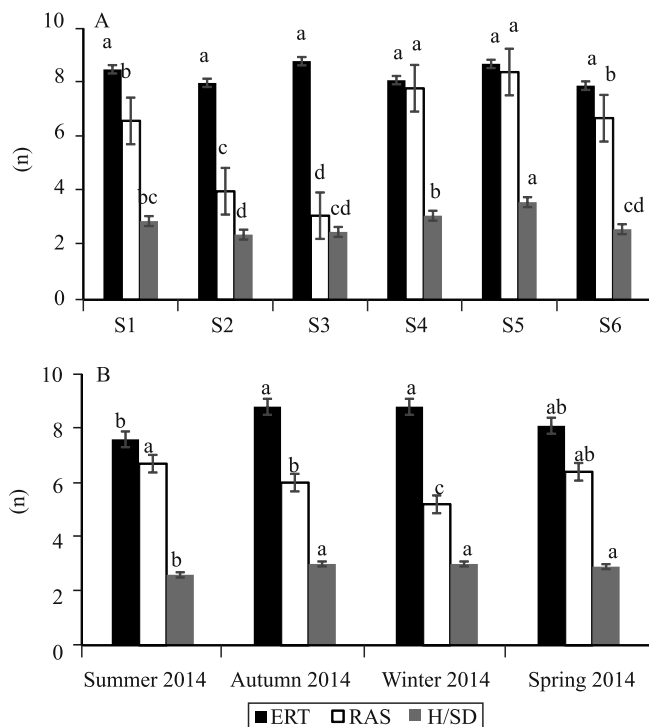 10
A
a
a
a
a
a
a
a
a
b
b
8
6
(n)
c
d
4
bc
d
cd
b
a
cd
2
0
S1
S2
S3
S4
S5
S6
10
B
a
a
ab
b
a
8
b
c
ab
6
(n)
4
b
a
a
a
2
0
Summer 2014
Autumn 2014
Winter 2014
Spring 2014
ERT
RAS
H/SD